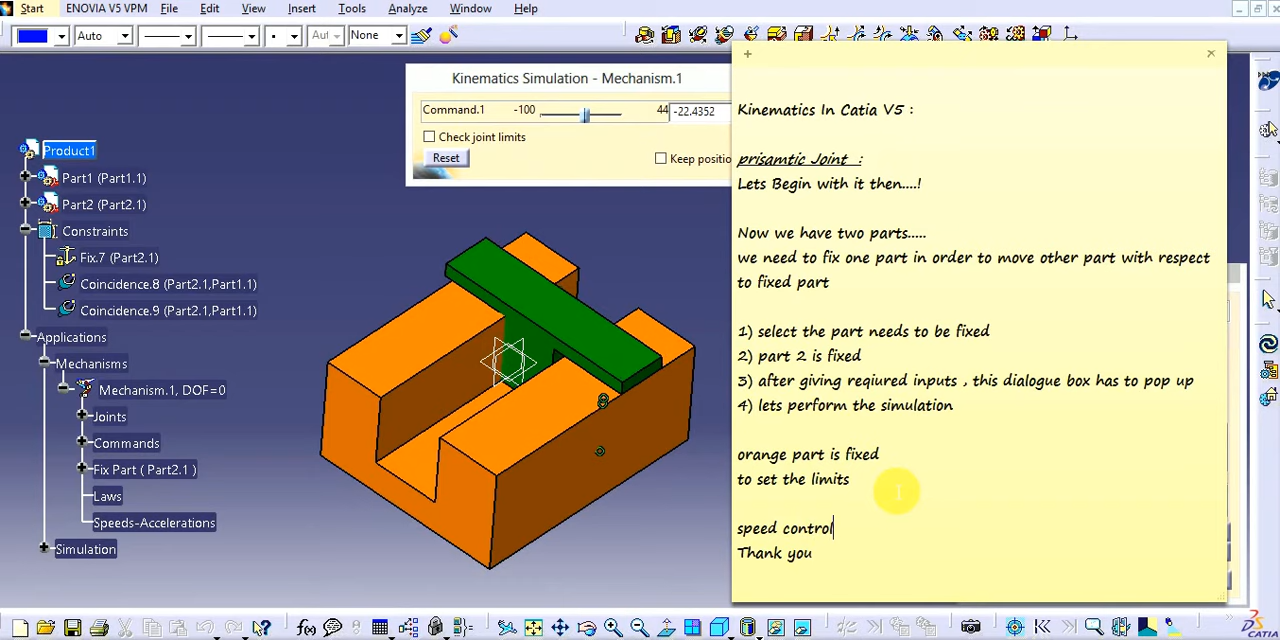 Start ENOVIA V5 VPM File Edit View Insert Tools Analyze Window Help
Auto Aut None
Kinematics Simulation - Mechanism.1
Command.1 -100 44 -22.4352
Check joint limits
Reset Keep positio
Product1
Part1 (Part1.1)
Part2 (Part2.1)
Constraints
Fix.7 (Part2.1)
Coincidence.8 (Part2.1,Part1.1)
Coincidence.9 (Part2.1,Part1.1)
Applications
Mechanisms
Mechanism.1, DOF=0
Joints
Commands
Fix Part ( Part2.1 )
Laws
Speeds-Accelerations
Simulation
Kinematics In Catia V5 :
prisamtic Joint :
Lets Begin with it then....!
Now we have two parts.....
we need to fix one part in order to move other part with respect
to fixed part
1) select the part needs to be fixed
2) part 2 is fixed
3) after giving reqiured inputs , this dialogue box has to pop up
4) lets perform the simulation
orange part is fixed
to set the limits
speed control
Thank you
CATIA